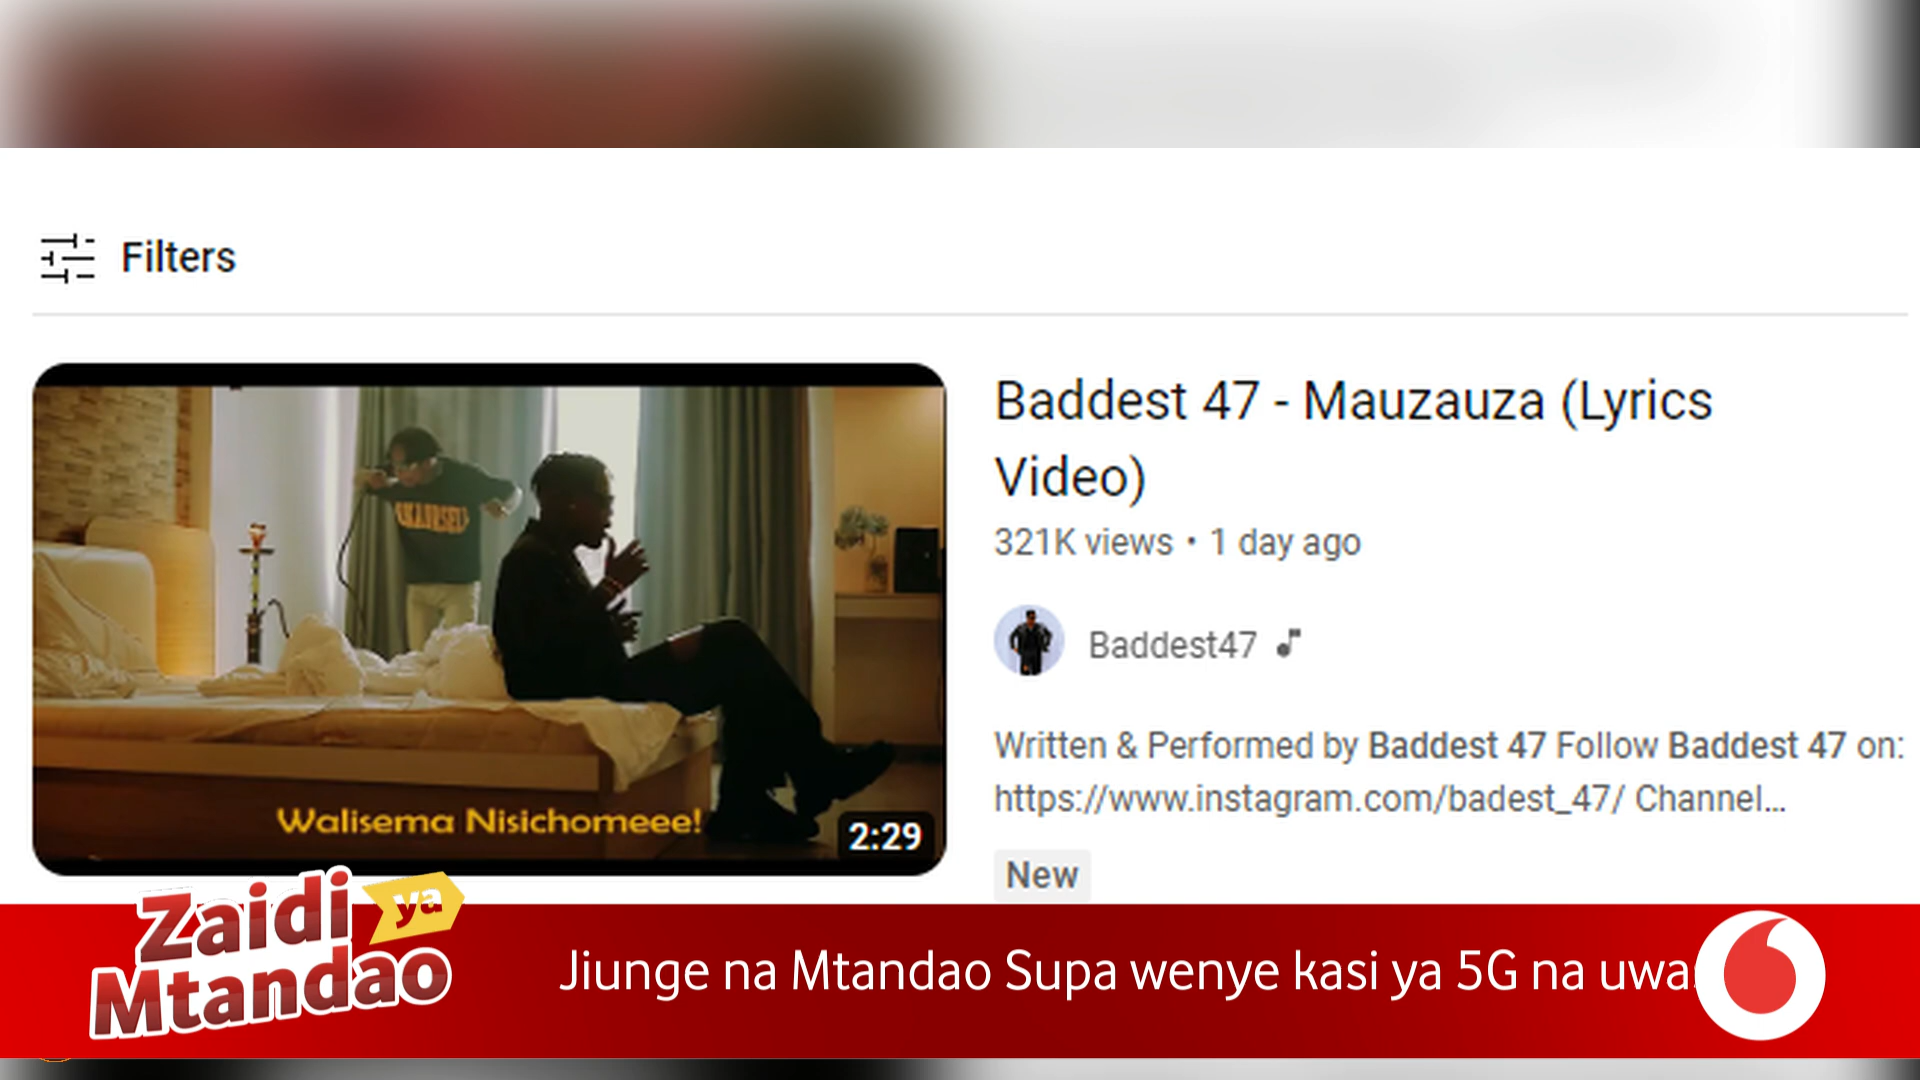 Filters
Baddest 47 - Mauzauza (Lyrics
Video)
321K views • 1 day ago
Baddest47
Written & Performed by Baddest 47 Follow Baddest 47 on:
https://www.instagram.com/badest_47/ Channel...
New
Walisema Nisichomeee!
2:29
Zaidi ya
Mtandao
Jiunge na Mtandao Supa wenye kasi ya 5G na